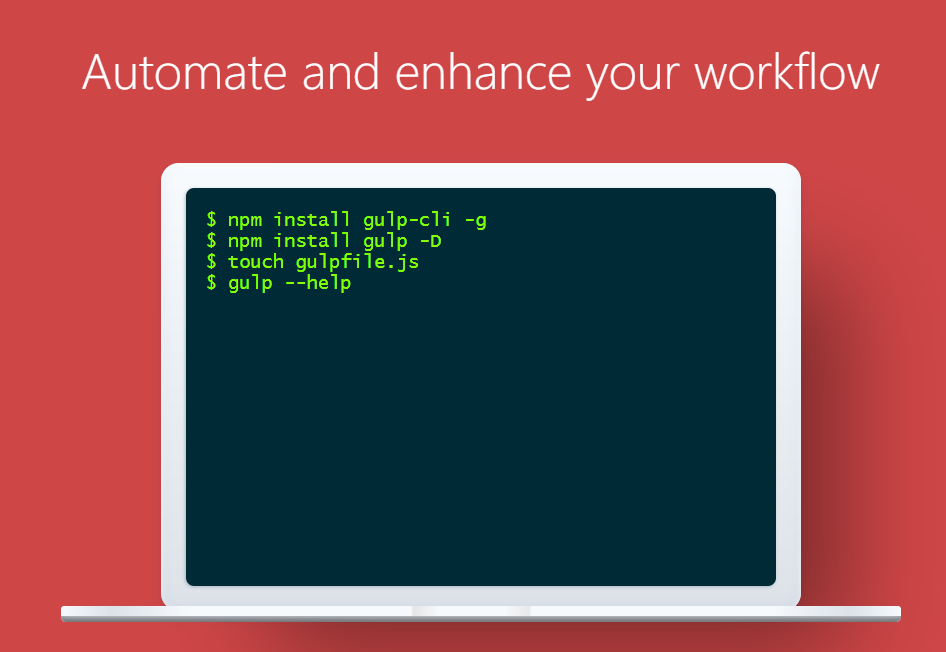 Automate and enhance your workflow
$ npm install gulp-cli -g
$ npm install gulp -D
$ touch gulpfile.js
$ gulp --help